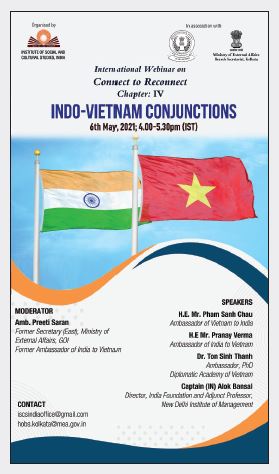 Organised by
INSTITUTE OF SOCIAL AND
CULTURAL STUDIES, INDIA
In association with
Ministry of External Affairs
Branch Secretariat, Kolkata
International Webinar on
Connect to Reconnect
Chapter: IV
INDO-VIETNAM CONJUNCTIONS
6th May, 2021; 4.00-5.30pm (IST)
MODERATOR
Amb. Preeti Saran
Former Secretary (East), Ministry of
External Affairs, GOI
Former Ambassador of India to Vietnam
SPEAKERS
H.E. Mr. Pham Sanh Chau
Ambassador of Vietnam to India
H.E Mr. Pranay Verma
Ambassador of India to Vietnam
Dr. Ton Sinh Thanh
Ambassador, PhD
Diplomatic Academy of Vietnam
Captain (IN) Alok Bansal
Director, India Foundation and Adjunct Professor,
New Delhi Institute of Management
CONTACT
iscsindiaoffice@gmail.com
hobs.kolkata@mea.gov.in